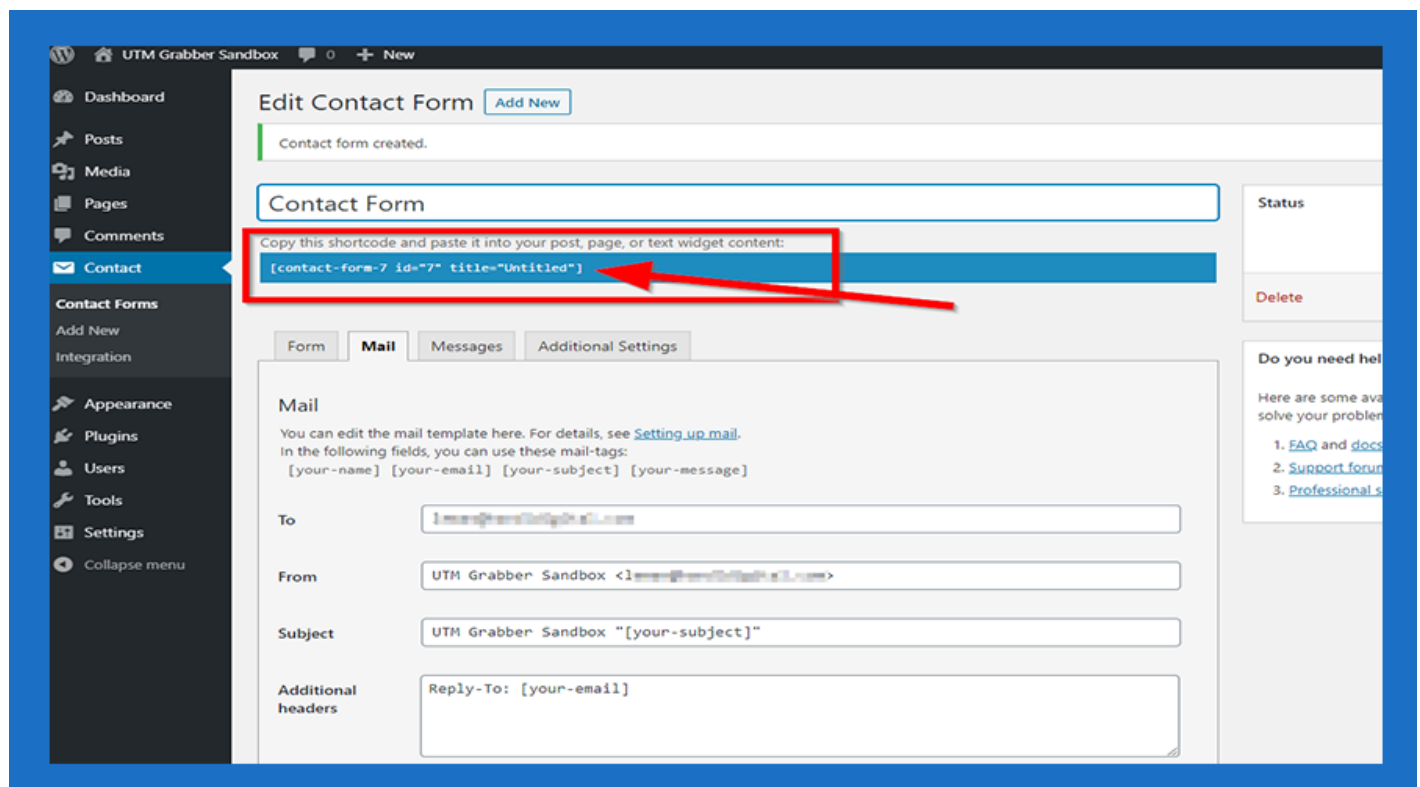 UTM Grabber Sandbox 0 New
Dashboard
Posts
Media
Pages
Comments
Contact
Contact Forms
Add New
Integration
Appearance
Plugins
Users
Tools
Settings
Collapse menu
Edit Contact Form Add New
Contact form created.
Contact Form
Copy this shortcode and paste it into your post, page, or text widget content:
[contact-form-7 id="7" title="Untitled"]
Form Mail Messages Additional Settings
Mail
You can edit the mail template here. For details, see Setting up mail.
In the following fields, you can use these mail-tags:
[your-name] [your-email] [your-subject] [your-message]
To
From UTM Grabber Sandbox <
Subject UTM Grabber Sandbox "[your-subject]"
Additional
headers
Reply-To: [your-email]
Status
Delete
Do you need hel
Here are some ava
solve your problem
1. FAQ and docs
2. Support forum
3. Professional s